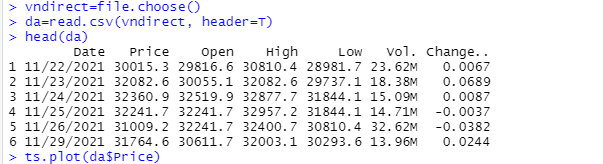 > vndirect=file.choose()
> da=read.csv(vndirect, header=T)
> head(da)
Date Price Open High Low Vol. Change..
1 11/22/2021 30015.3 29816.6 30810.4 28981.7 23.62M 0.0067
2 11/23/2021 32082.6 30055.1 32082.6 29737.1 18.38M 0.0689
3 11/24/2021 32360.9 32519.9 32877.7 31844.1 15.09M 0.0087
4 11/25/2021 32241.7 32241.7 32957.2 31844.1 14.71M -0.0037
5 11/26/2021 31009.2 32241.7 32400.7 30810.4 32.62M -0.0382
6 11/29/2021 31764.6 30611.7 32003.1 30293.6 13.96M 0.0244
> ts.plot(da$Price)